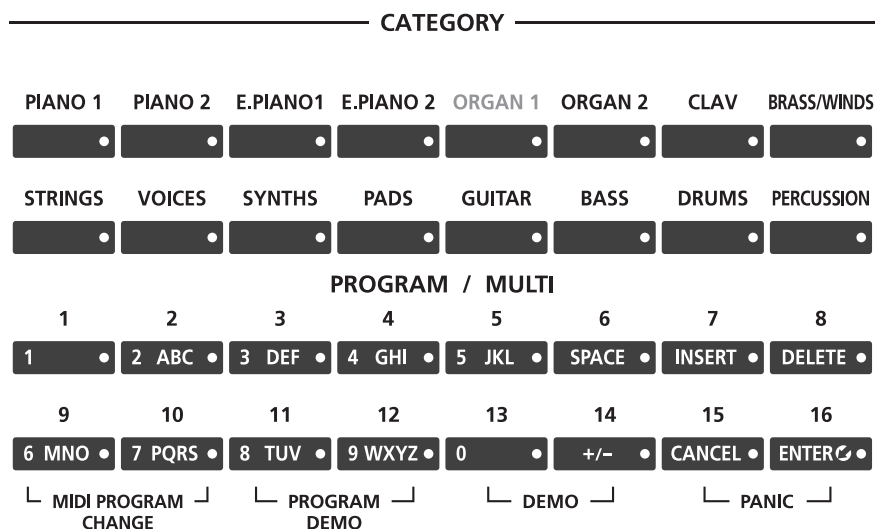 CATEGORY
PIANO 1 PIANO 2 E.PIANO1 E.PIANO 2 ORGAN 1 ORGAN 2 CLAV BRASS/WINDS
STRINGS VOICES SYNTHS PADS GUITAR BASS DRUMS PERCUSSION
PROGRAM / MULTI
1 2 3 4 5 6 7 8
1 2 ABC 3 DEF 4 GHI 5 JKL SPACE INSERT DELETE
9 10 11 12 13 14 15 16
6 MNO 7 PQRS 8 TUV 9 WXYZ 0 +/- CANCEL ENTER
MIDI PROGRAM PROGRAM DEMO PANIC
CHANGE DEMO